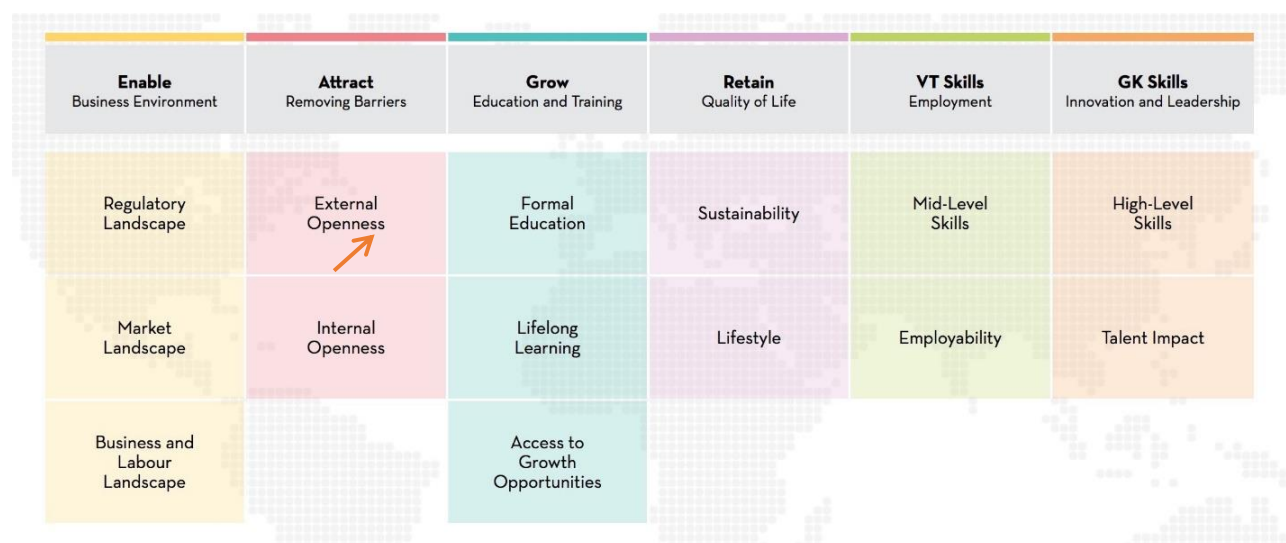 Enable
Business Environment
Attract
Removing Barriers
Grow
Education and Training
Retain
Quality of Life
VT Skills
Employment
GK Skills
Innovation and Leadership
Regulatory
Landscape
External
Openness
Formal
Education
Sustainability
Mid-Level
Skills
High-Level
Skills
Market
Landscape
Internal
Openness
Lifelong
Learning
Lifestyle
Employability
Talent Impact
Business and
Labour
Landscape
Access to
Growth
Opportunities